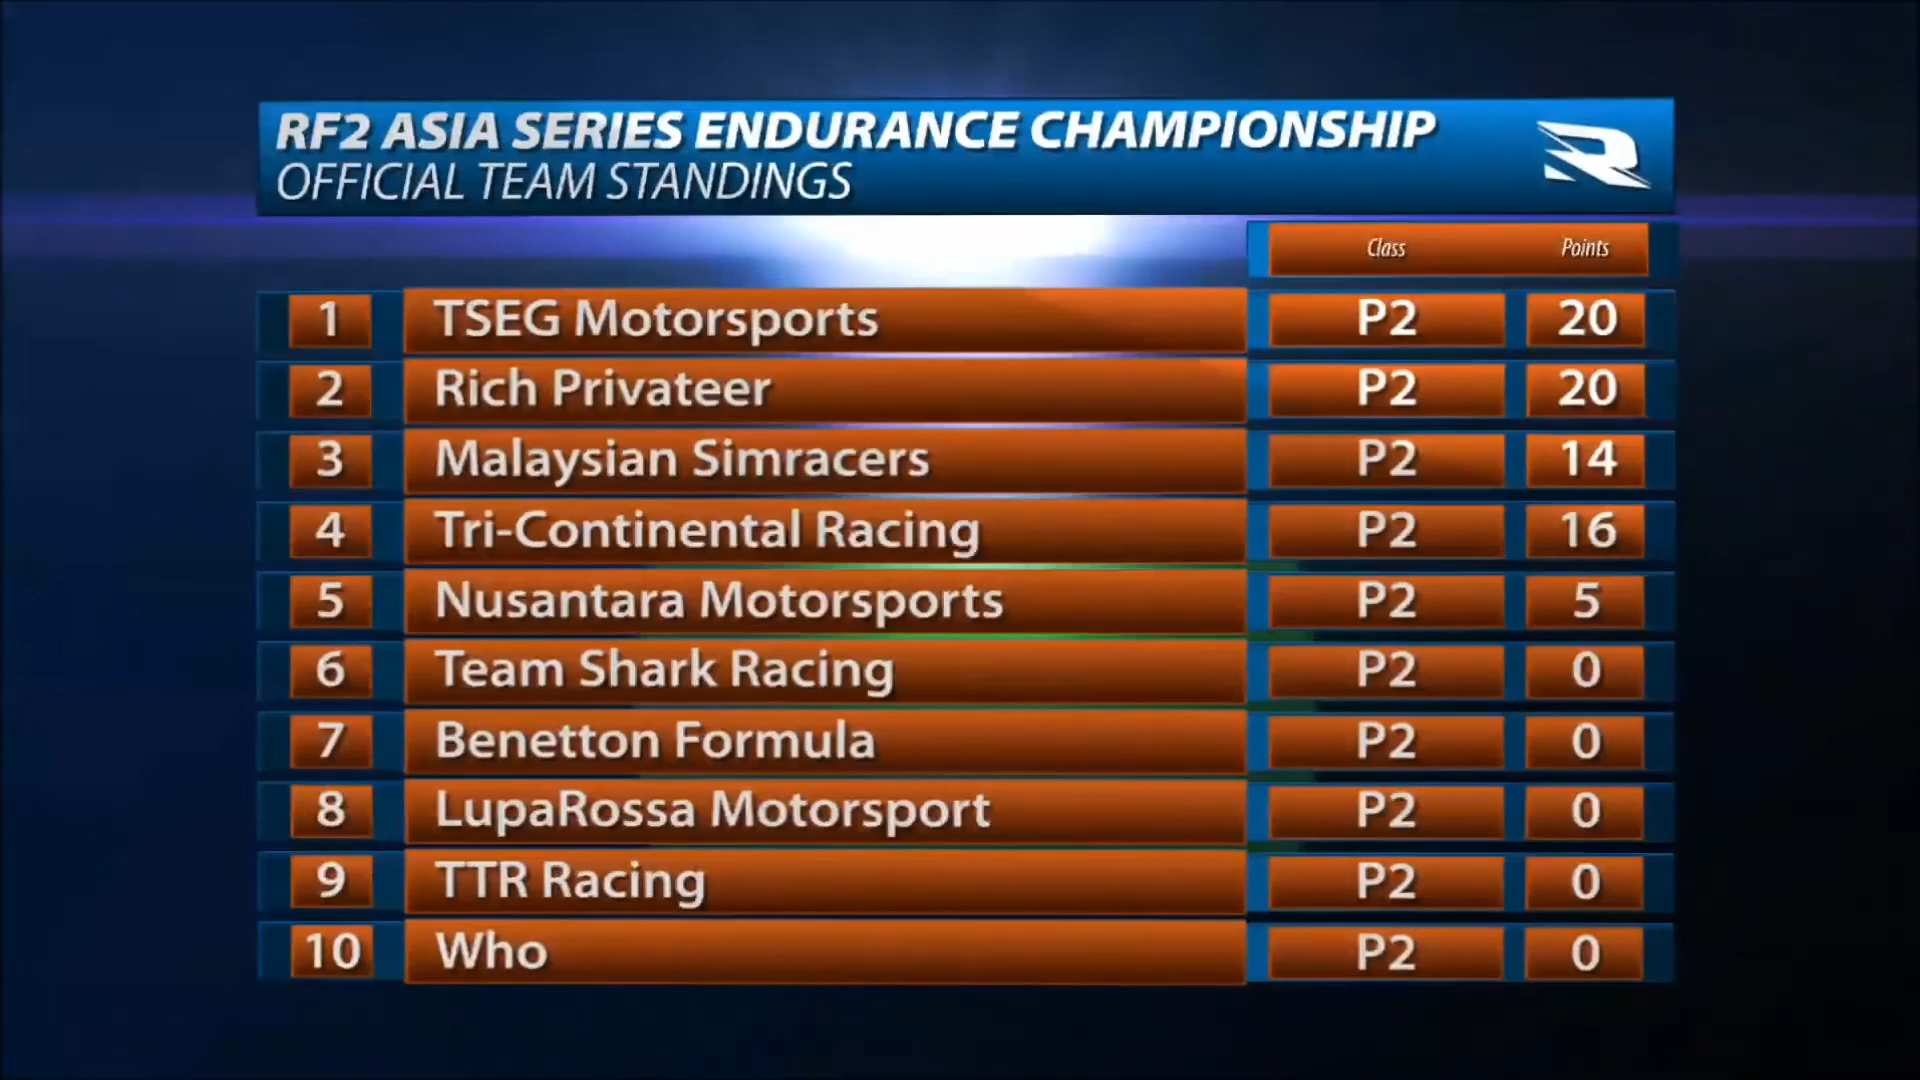 RF2 ASIA SERIES ENDURANCE CHAMPIONSHIP
OFFICIAL TEAM STANDINGS
Class Points
1 TSEG Motorsports P2 20
2 Rich Privateer P2 20
3 Malaysian Simracers P2 14
4 Tri-Continental Racing P2 16
5 Nusantara Motorsports P2 5
6 Team Shark Racing P2 0
7 Benetton Formula P2 0
8 LupaRossa Motorsport P2 0
9 TTR Racing P2 0
10 Who P2 0